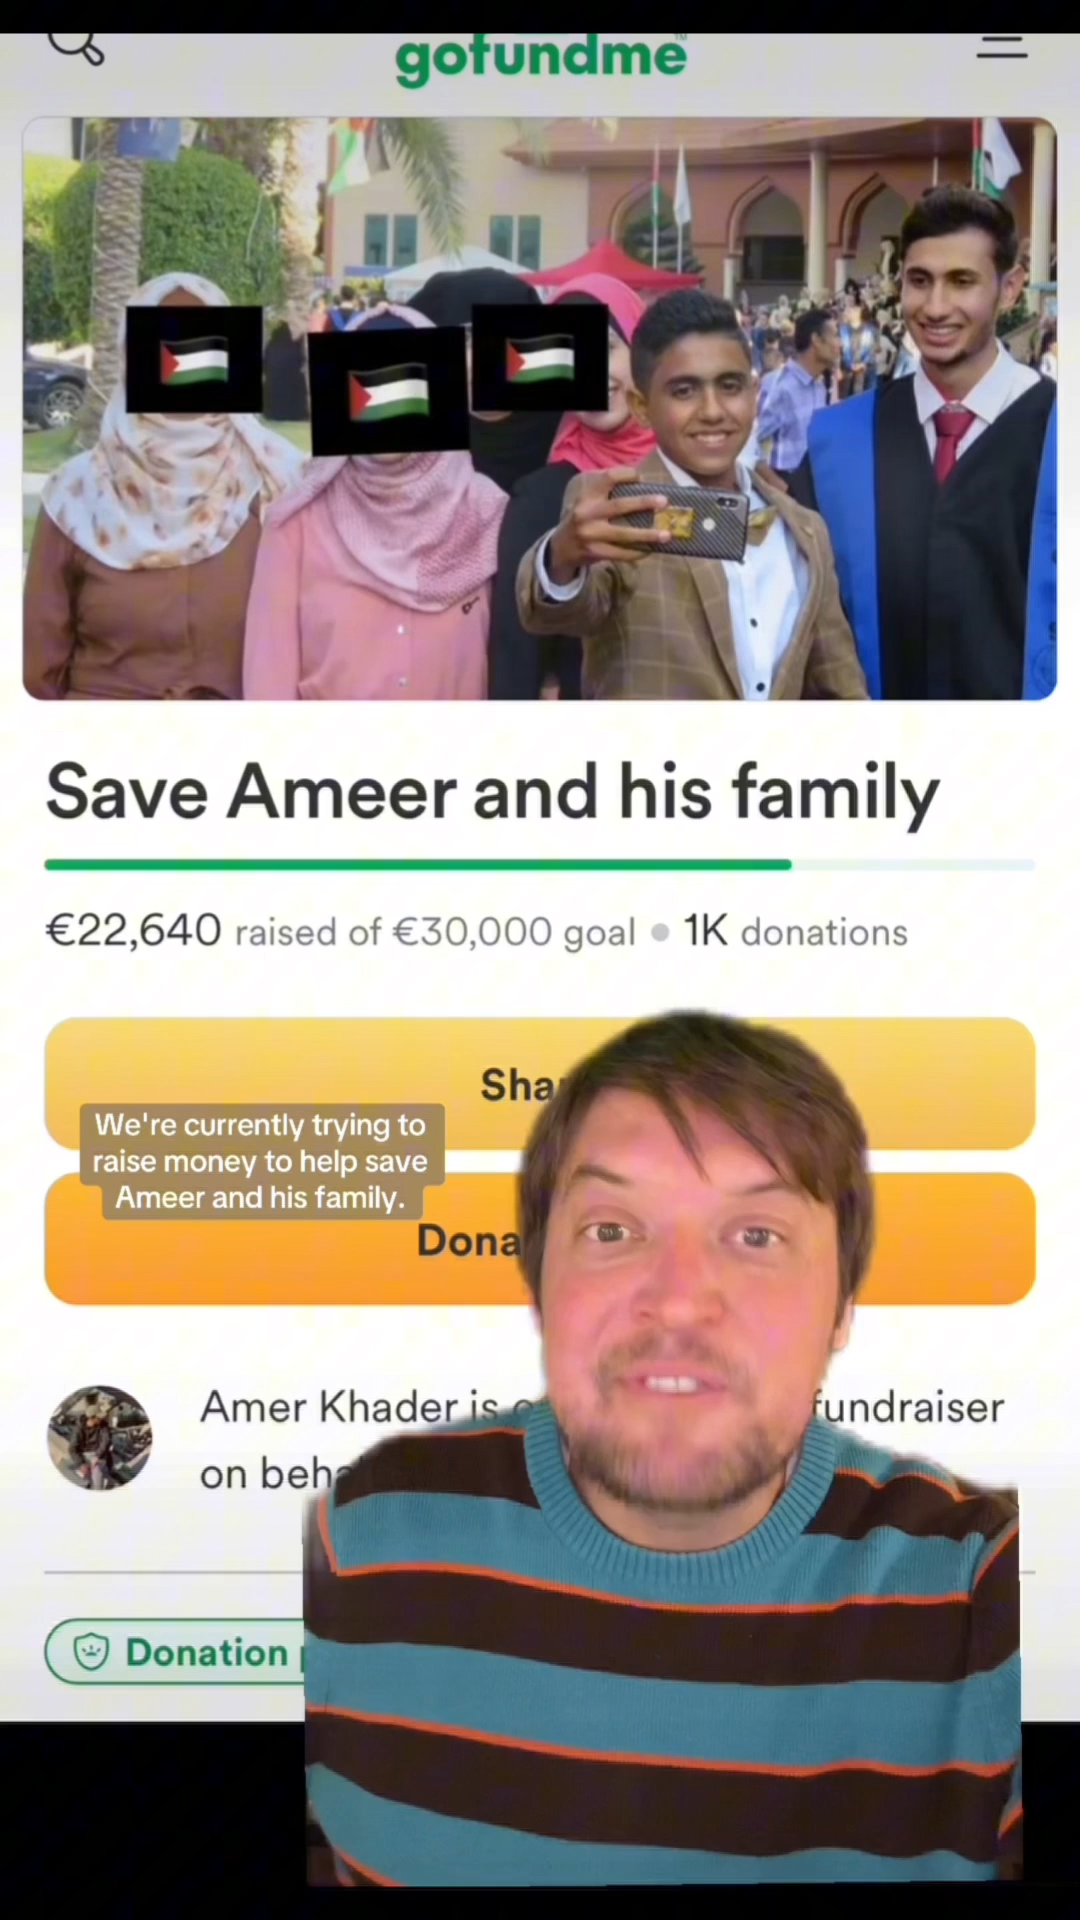 gofundme
Save Ameer and his family
€22,640 raised of €30,000 goal • 1K donations
Sha
We're currently trying to
raise money to help save
Ameer and his family.
Dona
Amer Khader is fundraiser
on beha
Donation